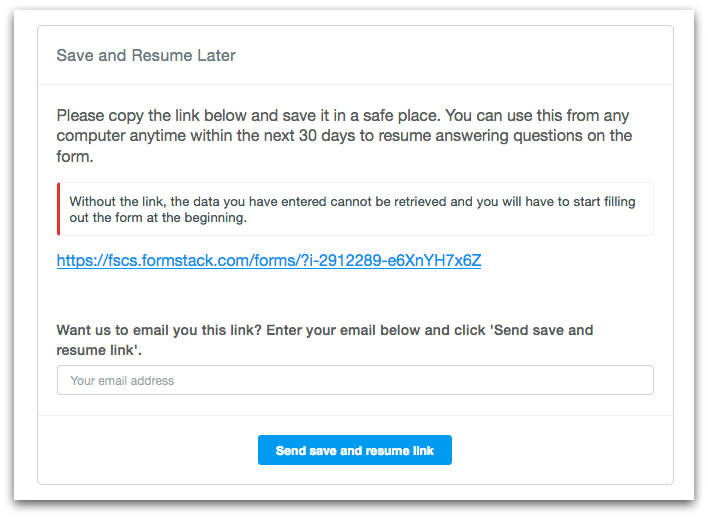 Save and Resume Later
Please copy the link below and save it in a safe place. You can use this from any
computer anytime within the next 30 days to resume answering questions on the
form.
Without the link, the data you have entered cannot be retrieved and you will have to start filling
out the form at the beginning.
https://fscs.formstack.com/forms/?i-2912289-e6XnYH7x6Z
Want us to email you this link? Enter your email below and click 'Send save and
resume link'.
Your email address
Send save and resume link